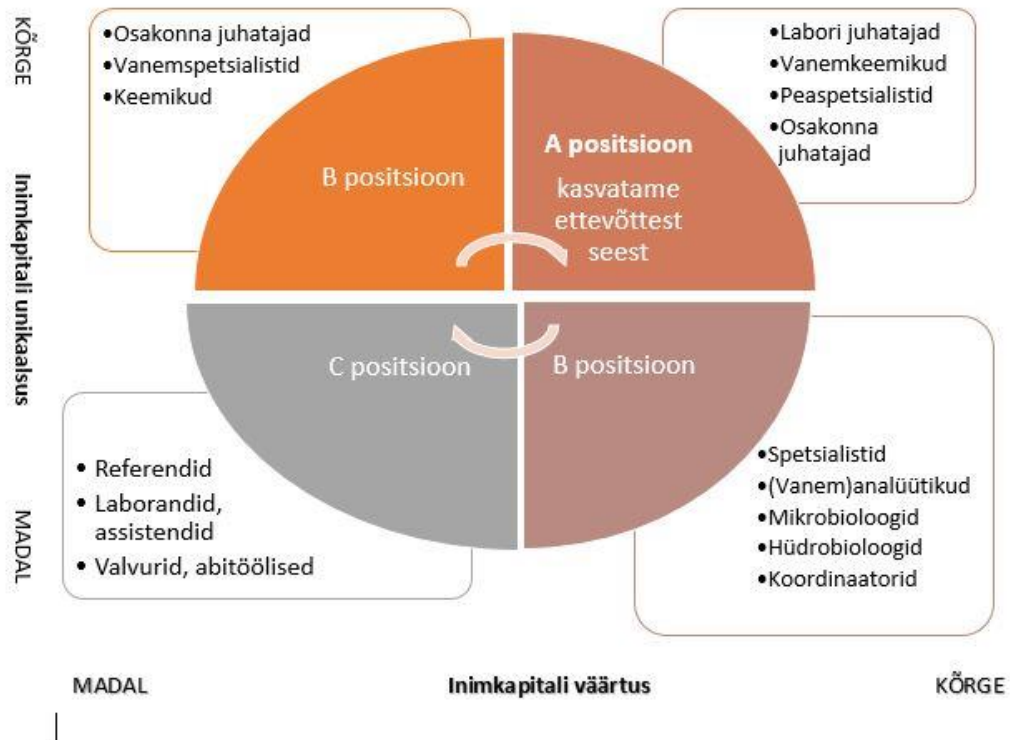 KÕRGE
•Osakonna juhatajad
•Vanemspetsialistid
•Keemikud
•Labori juhatajad
•Vanemkeemikud
•Peaspetsialistid
•Osakonna
juhatajad
B positsioon
A positsioon
kasvatame
ettevõttest
seest
Inimkapitali unikaalsus
C positsioon
B positsioon
MADAL
• Referendid
• Laborandid,
assistendid
• Valvurid, abitöölised
•Spetsialistid
•(Vanem)analüütikud
•Mikrobioloogid
•Hüdrobioloogid
•Koordinaatorid
MADAL
Inimkapitali väärtus
KÕRGE